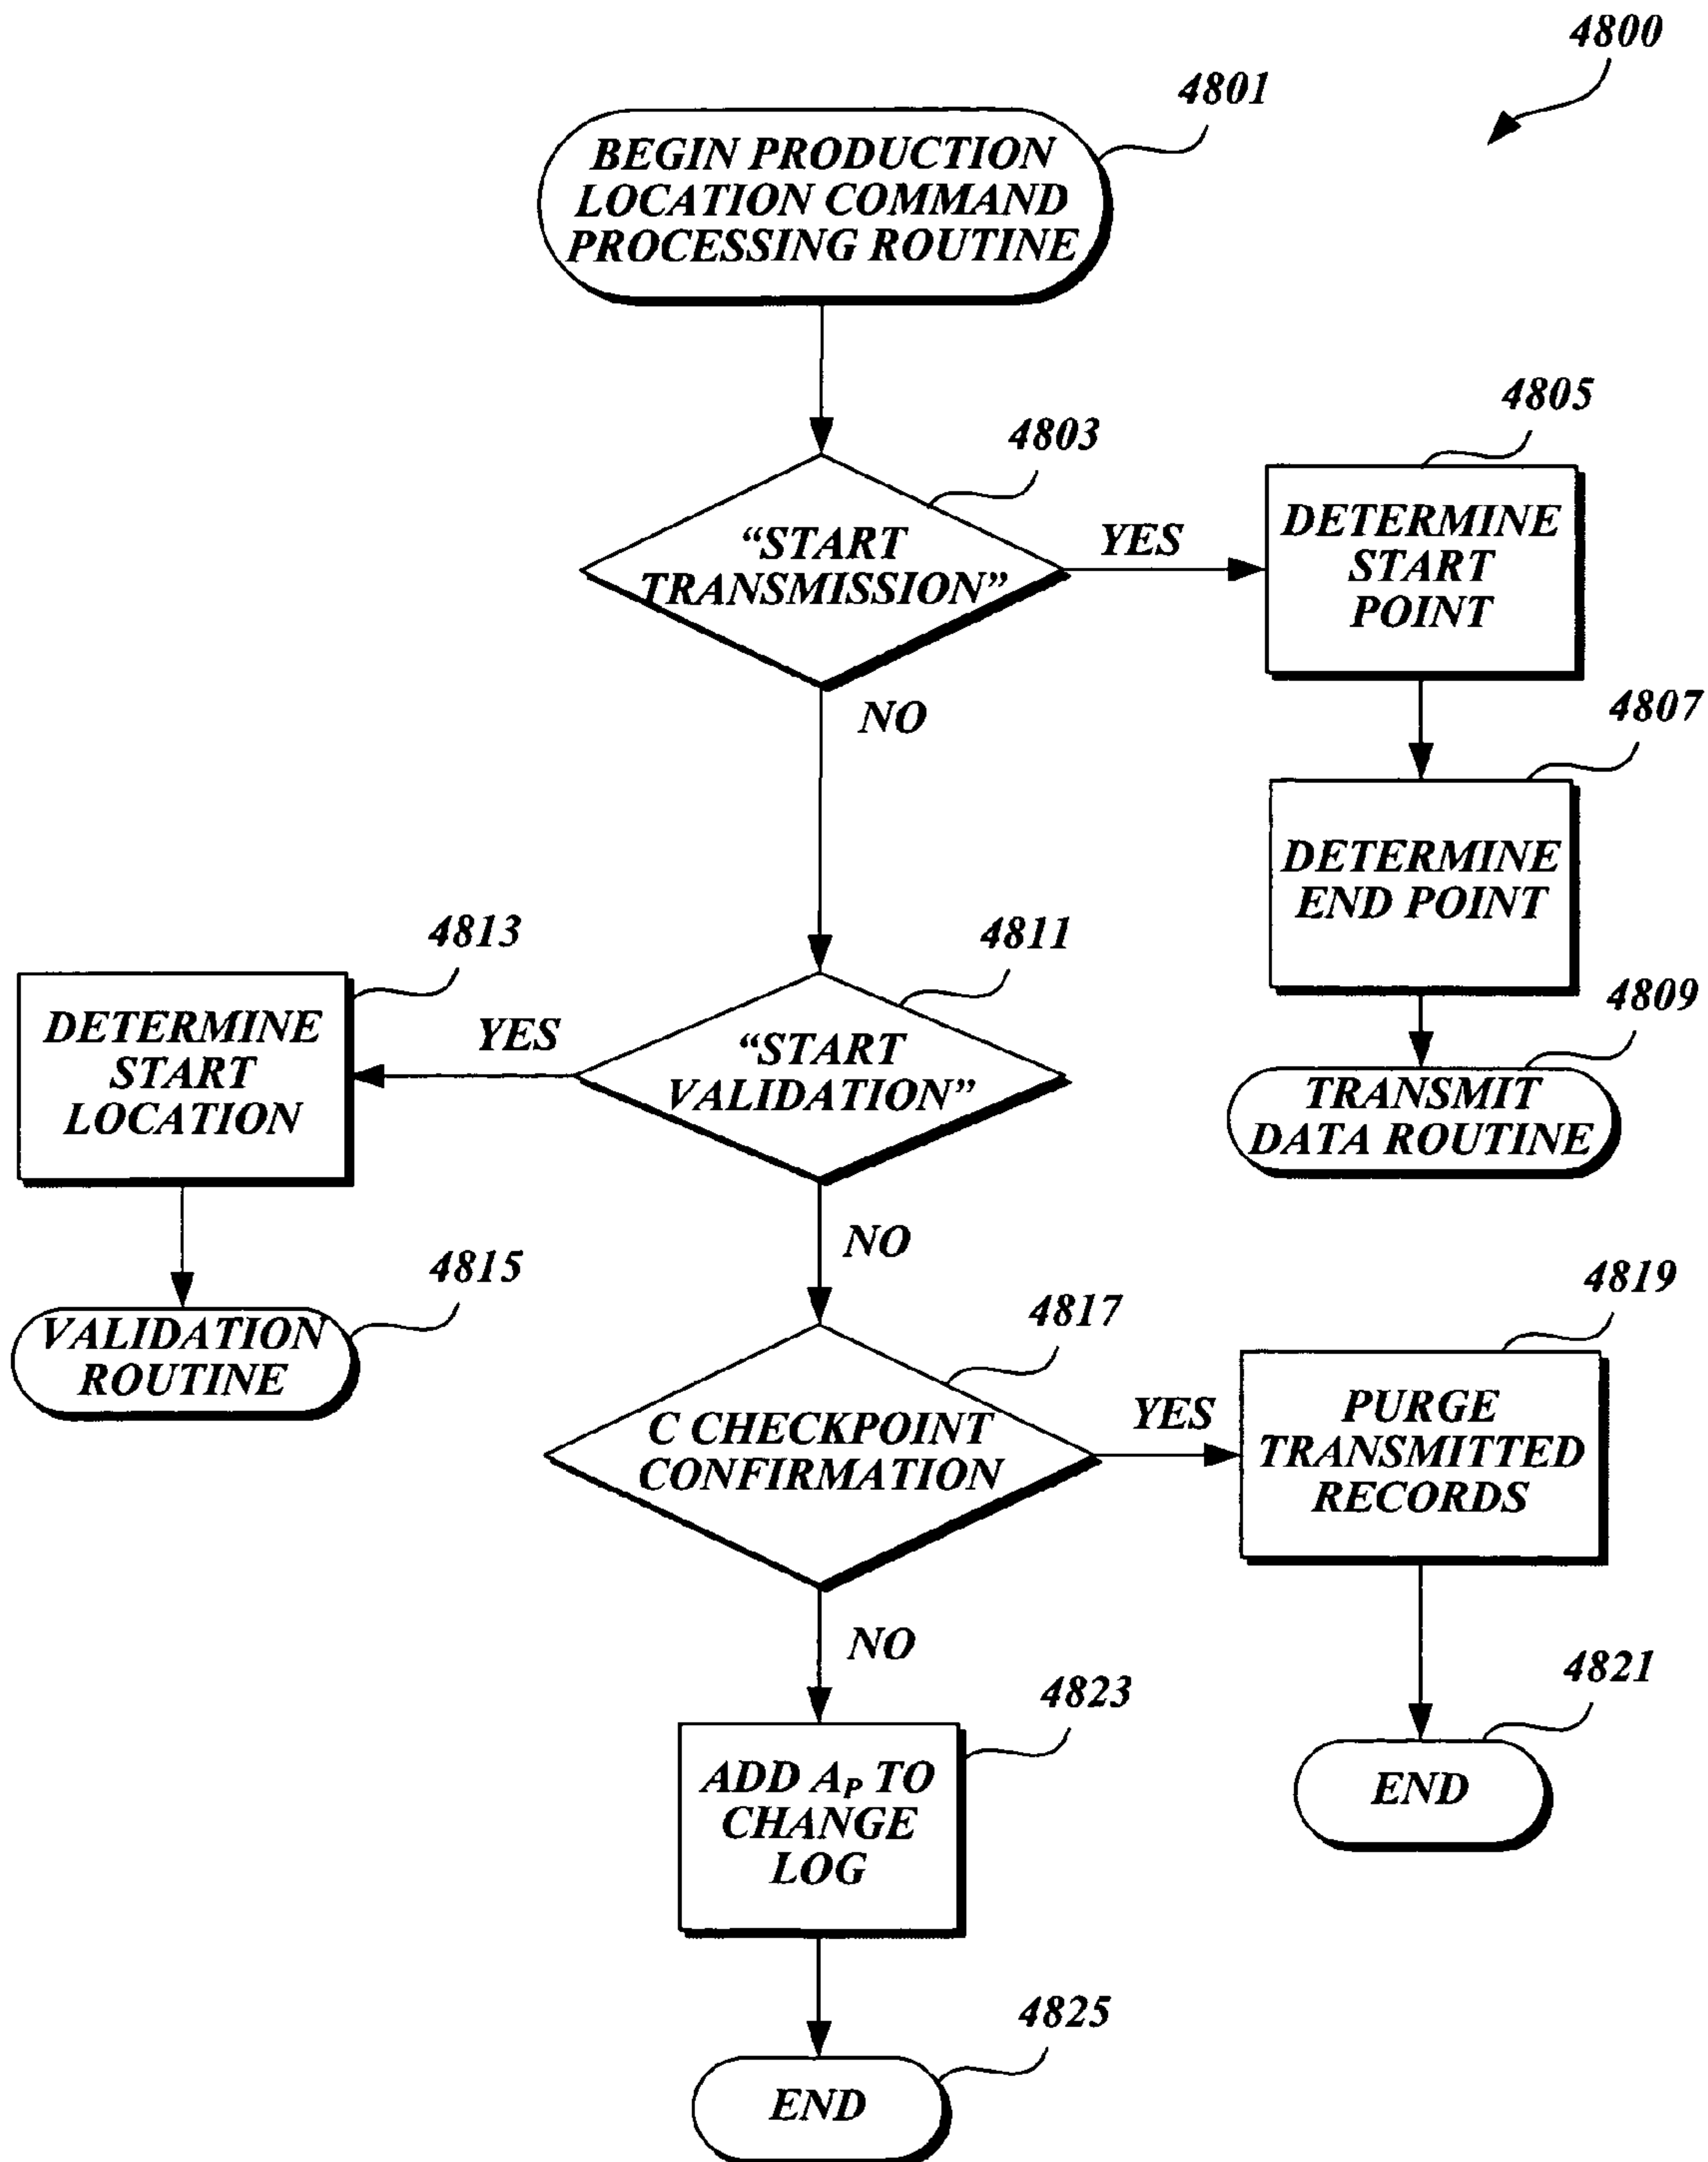 4800
4801
BEGIN PRODUCTION
LOCATION COMMAND
PROCESSING ROUTINE
4803
“START
TRANSMISSION”
YES
NO
4805
DETERMINE
START
POINT
4807
DETERMINE
END POINT
4809
TRANSMIT
DATA ROUTINE
4811
“START
VALIDATION”
YES
NO
4813
DETERMINE
START
LOCATION
4815
VALIDATION
ROUTINE
4817
C CHECKPOINT
CONFIRMATION
YES
NO
4819
PURGE
TRANSMITTED
RECORDS
4821
END
4823
ADD AP TO
CHANGE
LOG
4825
END